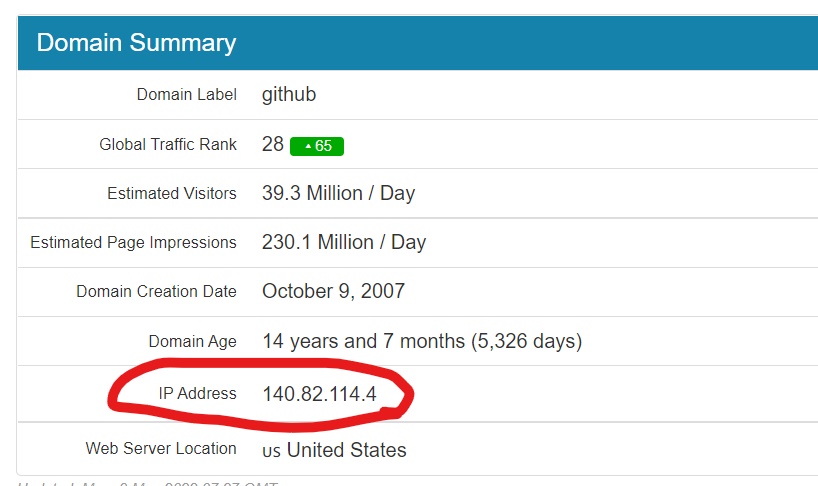 Domain Summary
Domain Label github
Global Traffic Rank 28 ▲ 65
Estimated Visitors 39.3 Million / Day
Estimated Page Impressions 230.1 Million / Day
Domain Creation Date October 9, 2007
Domain Age 14 years and 7 months (5,326 days)
IP Address 140.82.114.4
Web Server Location us United States